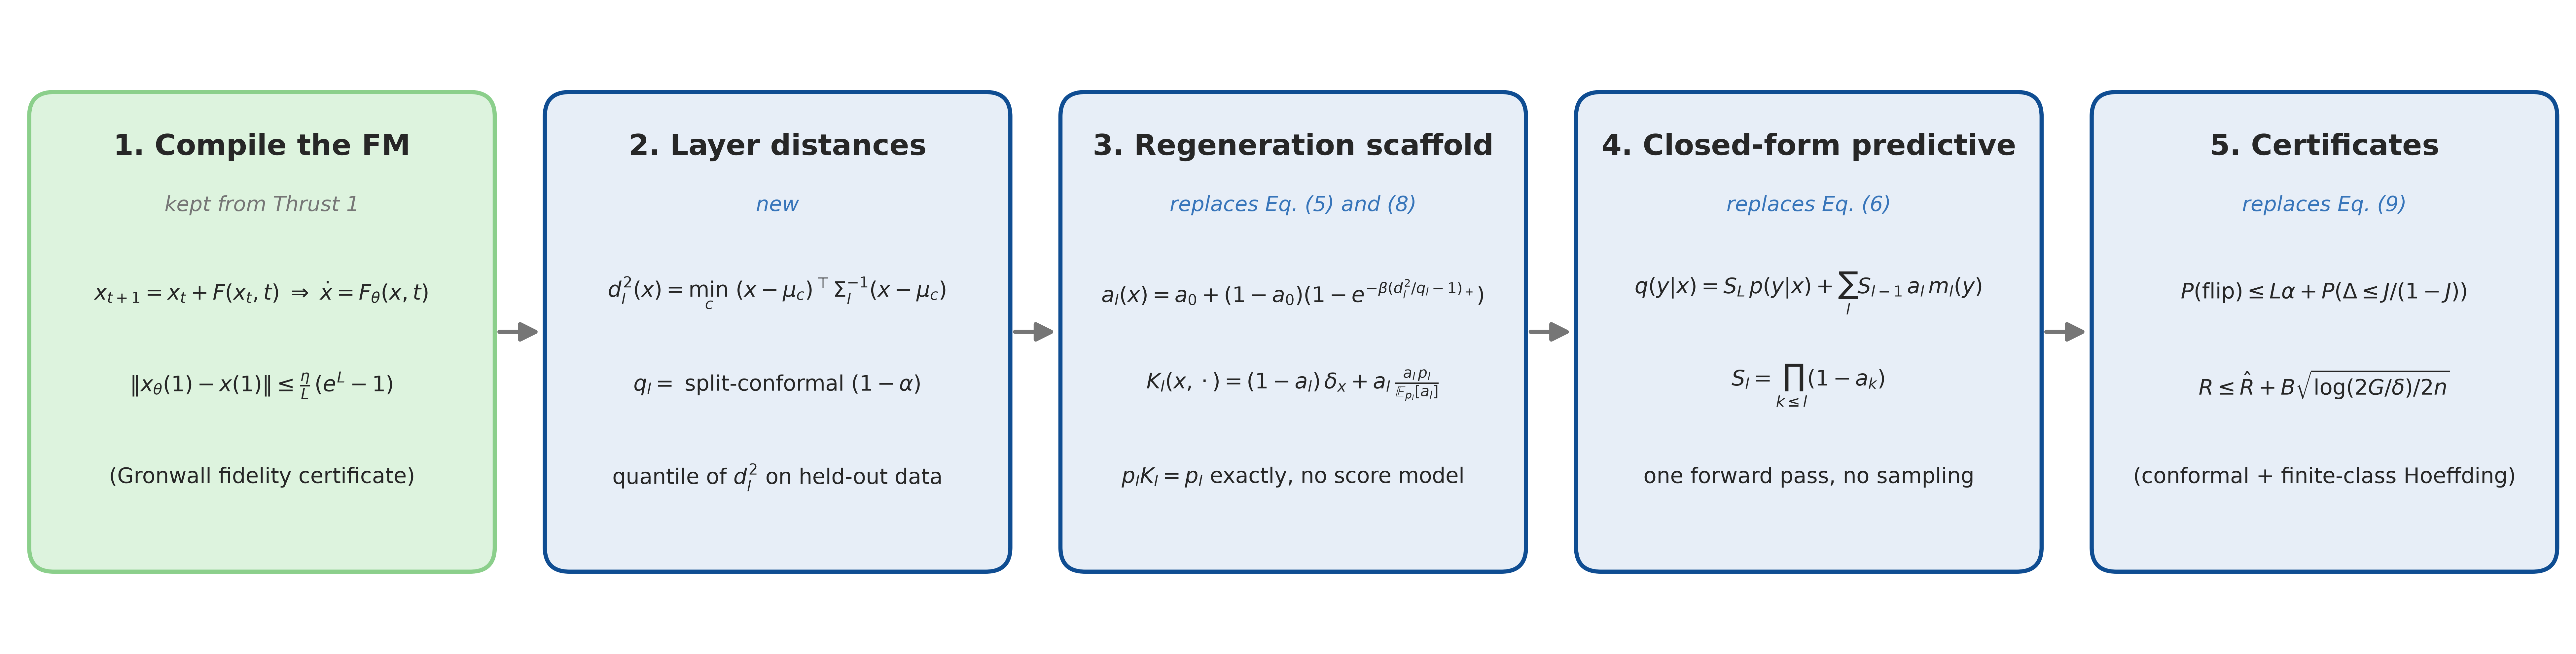 1. Compile the FM
kept from Thrust 1
x_{t+1} = x_t + F(x_t, t) ⇒ ẋ = F_θ(x, t)
‖x_θ(1) − x(1)‖ ≤ \frac{η}{L} (e^L − 1)
(Gronwall fidelity certificate)
2. Layer distances
new
d_l^2(x) = min_c (x − μ_c)^⊤ Σ_l^{−1}(x − μ_c)
q_l = split-conformal (1 − α)
quantile of d_l^2 on held-out data
3. Regeneration scaffold
replaces Eq. (5) and (8)
a_l(x) = a_0 + (1 − a_0)(1 − e^{−β(d_l^2/q_l − 1)_+})
K_l(x, ·) = (1 − a_l) δ_x + a_l \frac{a_l p_l}{𝔼_{p_l}[a_l]}
p_l K_l = p_l exactly, no score model
4. Closed-form predictive
replaces Eq. (6)
q(y|x) = S_L p(y|x) + ∑_l S_{l−1} a_l m_l(y)
S_l = ∏_{k ≤ l} (1 − a_k)
one forward pass, no sampling
5. Certificates
replaces Eq. (9)
P(flip) ≤ Lα + P(Δ ≤ J/(1 − J))
R ≤ R̂ + B√{log(2G/δ)/2n}
(conformal + finite-class Hoeffding)